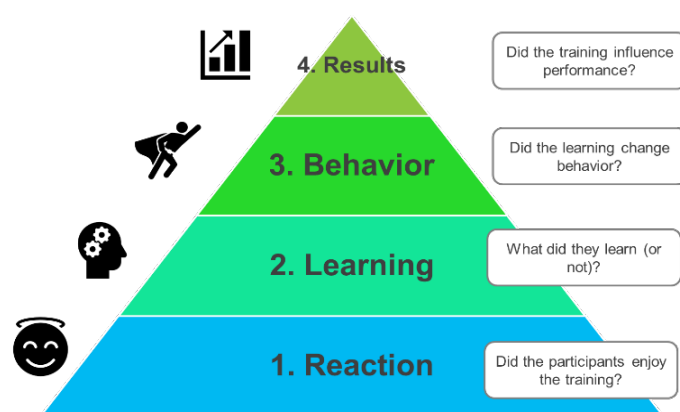 4. Results
Did the training influence
performance?
3. Behavior
Did the learning change
behavior?
2. Learning
What did they learn (or
not)?
1. Reaction
Did the participants enjoy
the training?